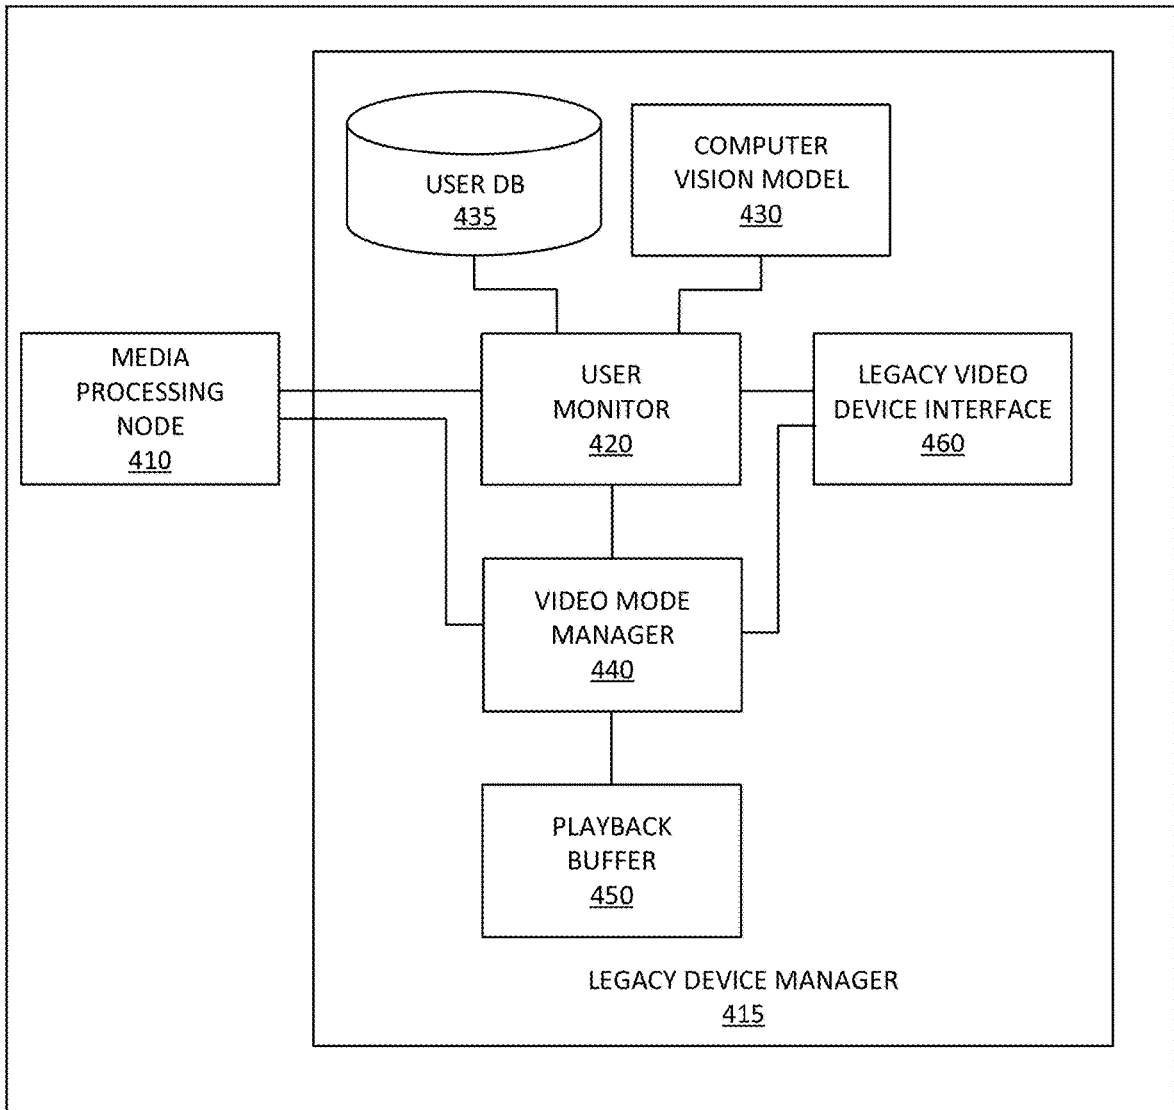 USER DB
435
COMPUTER
VISION MODEL
430
MEDIA
PROCESSING
NODE
410
USER
MONITOR
420
LEGACY VIDEO
DEVICE INTERFACE
460
VIDEO MODE
MANAGER
440
PLAYBACK
BUFFER
450
LEGACY DEVICE MANAGER
415